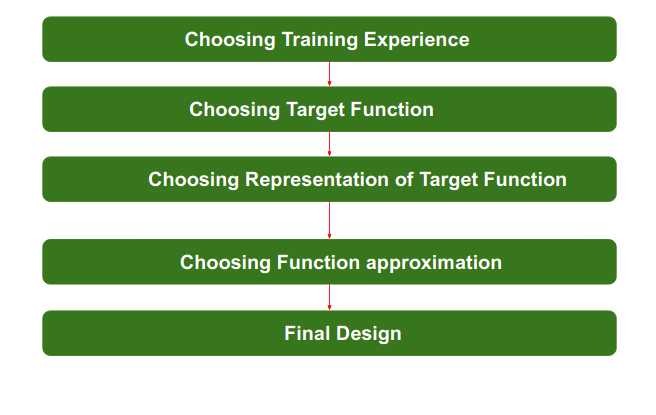 Choosing Training Experience
Choosing Target Function
Choosing Representation of Target Function
Choosing Function approximation
Final Design